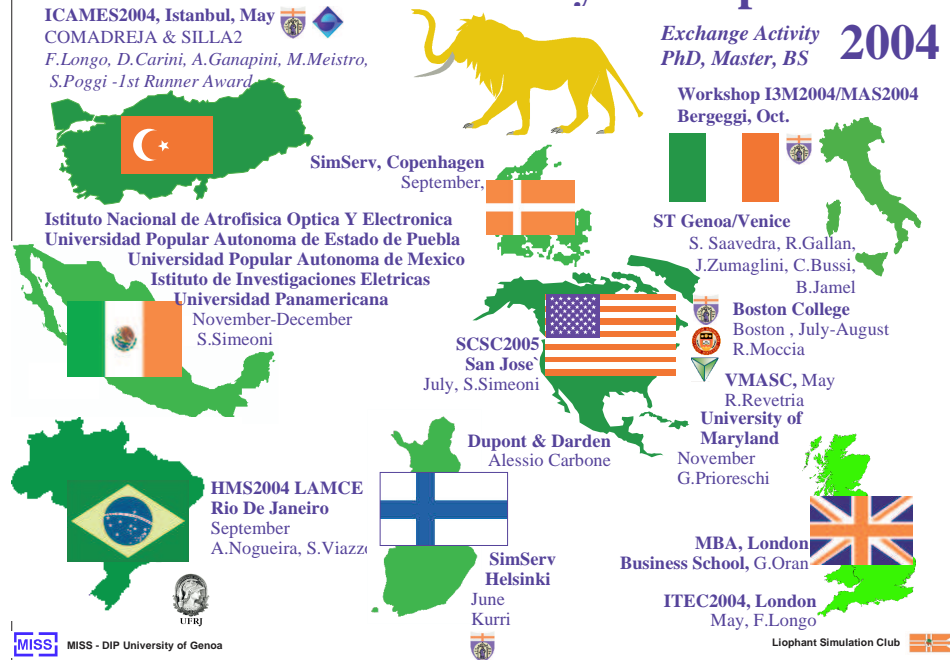 ICAMES2004, Istanbul, May
COMADREJA & SILLA2
F.Longo, D.Carini, A.Ganapini, M.Meistro,
S.Poggi -1st Runner Award
Exchange Activity
PhD, Master, BS
2004
Workshop I3M2004/MAS2004
Bergeggi, Oct.
SimServ, Copenhagen
September,
ST Genoa/Venice
S. Saavedra, R.Gallan,
J.Zumaglini, C.Bussi,
B.Jamel
Istituto Nacional de Atrofisica Optica Y Electronica
Universidad Popular Autonoma de Estado de Puebla
Universidad Popular Autonoma de Mexico
Istituto de Investigaciones Eletricas
Universidad Panamericana
November-December
S.Simeoni
SCSC2005
San Jose`
July, S.Simeoni
Boston College
Boston , July-August
R.Moccia
VMASC, May
R.Revetria
University of
Maryland
November
G.Prioreschi
Dupont & Darden
Alessio Carbone
HMS2004 LAMCE
Rio De Janeiro
September
A.Nogueira, S.Viazzo
UFRJ
SimServ
Helsinki
June
Kurri
MBA, London
Business School, G.Oran
ITEC2004, London
May, F.Longo
MISS
MISS - DIP University of Genoa
Liophant Simulation Club